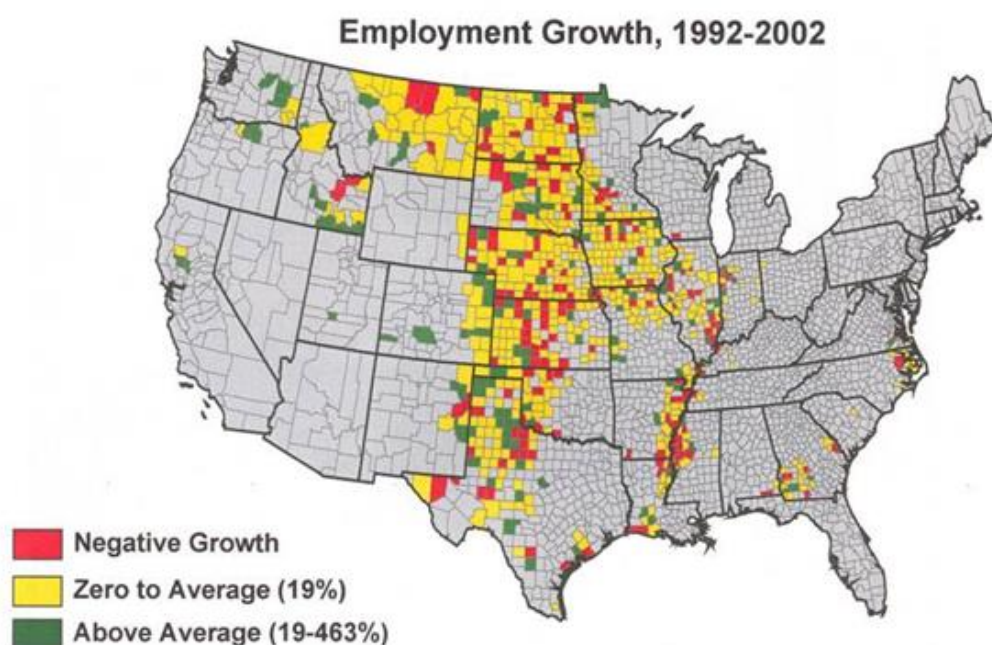 Employment Growth, 1992-2002
Negative Growth
Zero to Average (19%)
Above Average (19-463%)